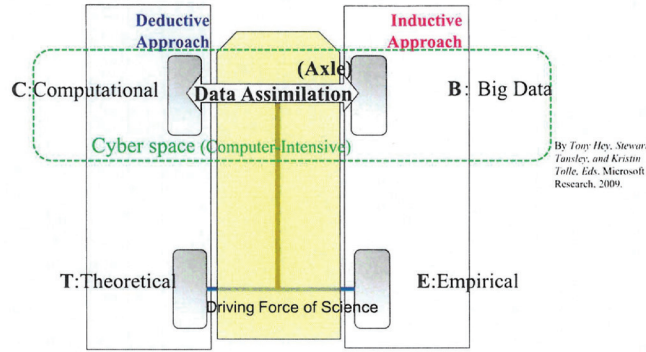 Deductive
Approach
Inductive
Approach
(Axle)
C:Computational
Data Assimilation
B: Big Data
Cyber space (Computer-Intensive)
By Tony Hey, Stewart
Tansley, and Kristin
Tolle, Eds. Microsoft
Research, 2009.
T:Theoretical
E:Empirical
Driving Force of Science